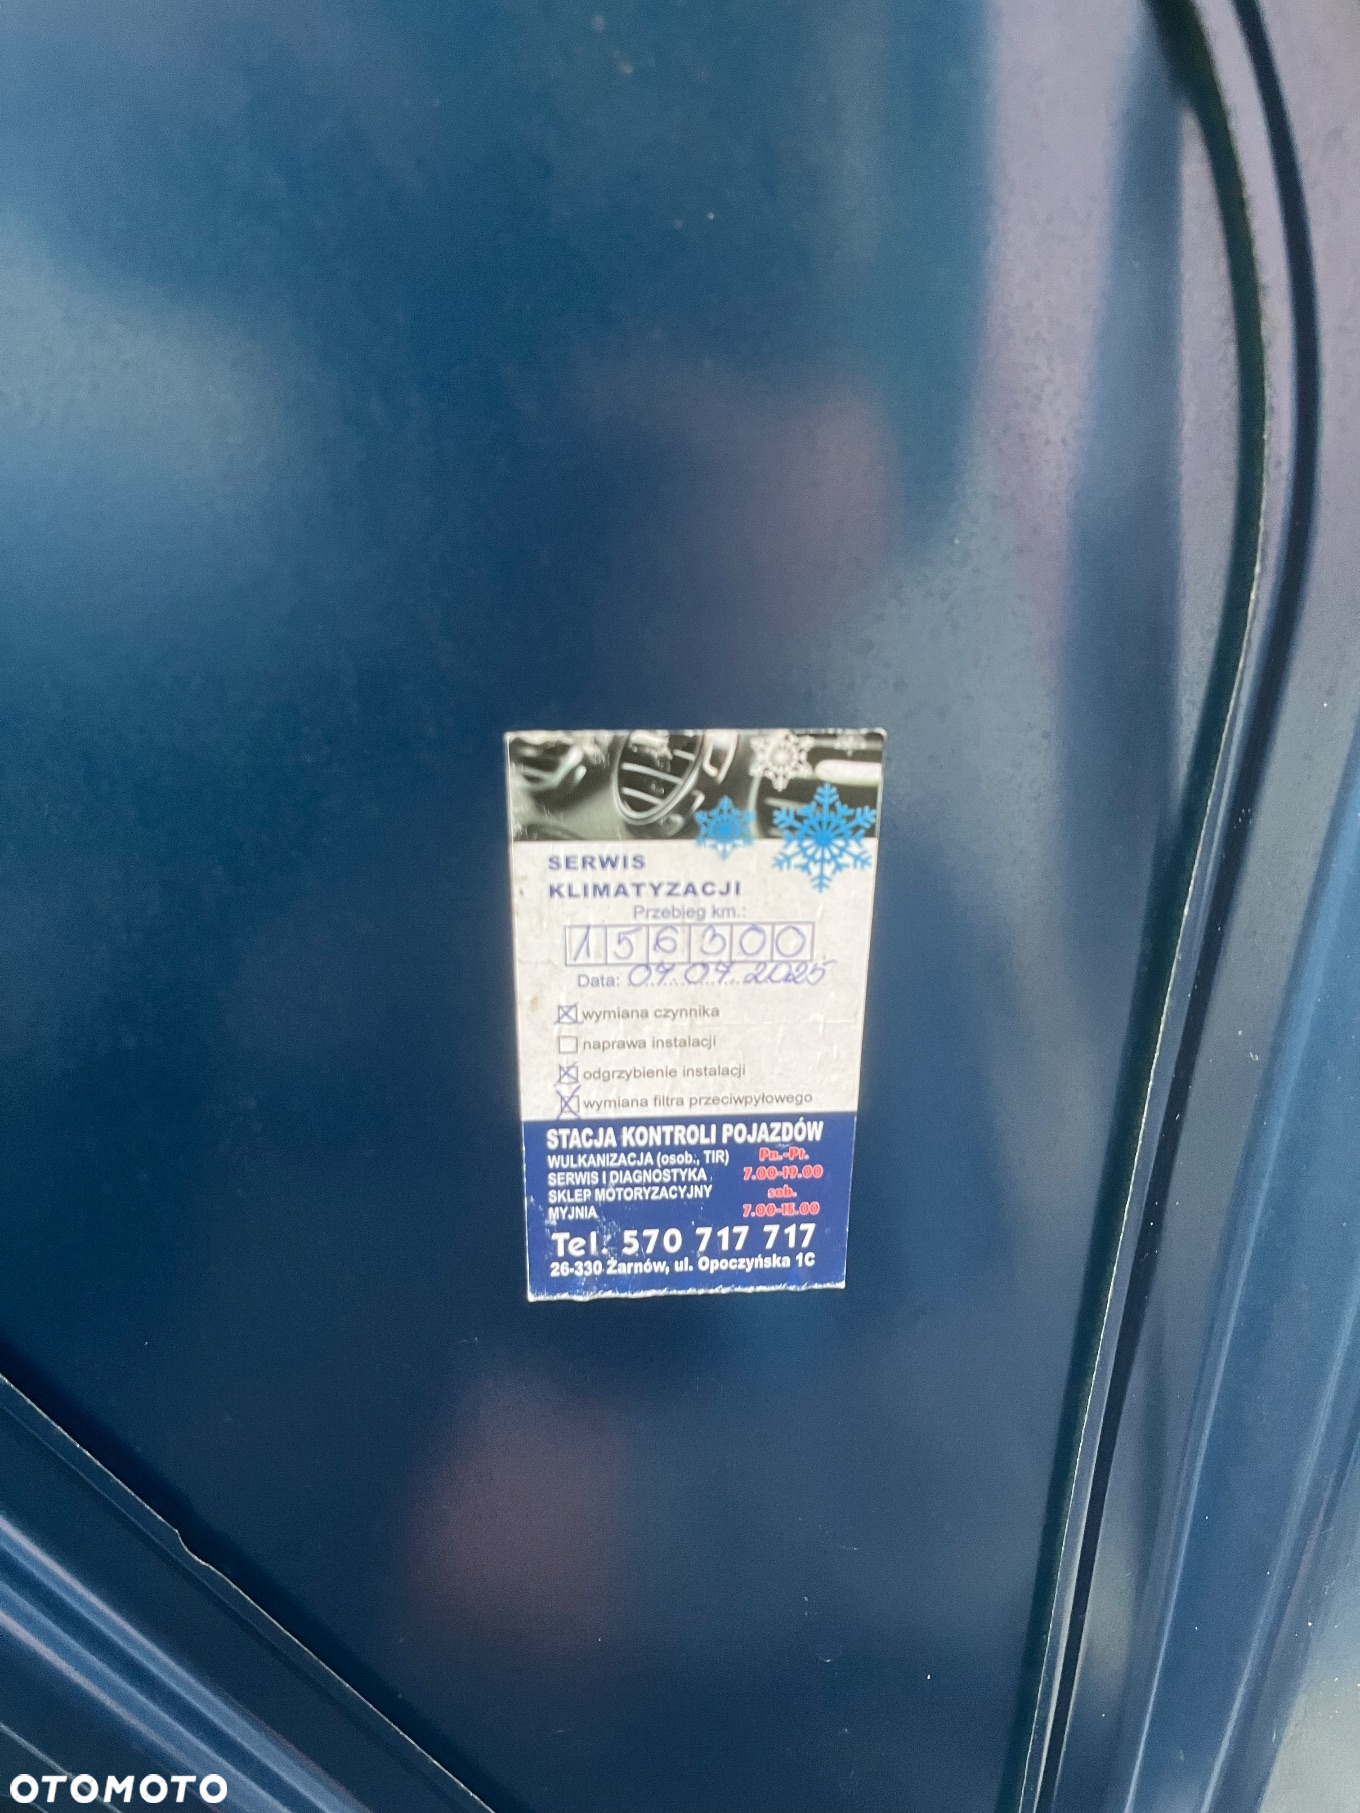 SERWIS
KLIMATYZACJI
Przebieg km.:
156300
Data: 07.07.2025
wymiana czynnika
naprawa instalacji
odgrzybienie instalacji
wymiana filtra przeciwpyłowego
STACJA KONTROLI POJAZDÓW
WULKANIZACJA (osob., TIR)
SERWIS I DIAGNOSTYKA
SKLEP MOTORYZACYJNY
MYJNIA
Pn.-Pt.
7.00-19.00
sob.
7.00-15.00
Tel. 570 717 717
26-330 Żarnów, ul. Opoczyńska 1C
OTOMOTO